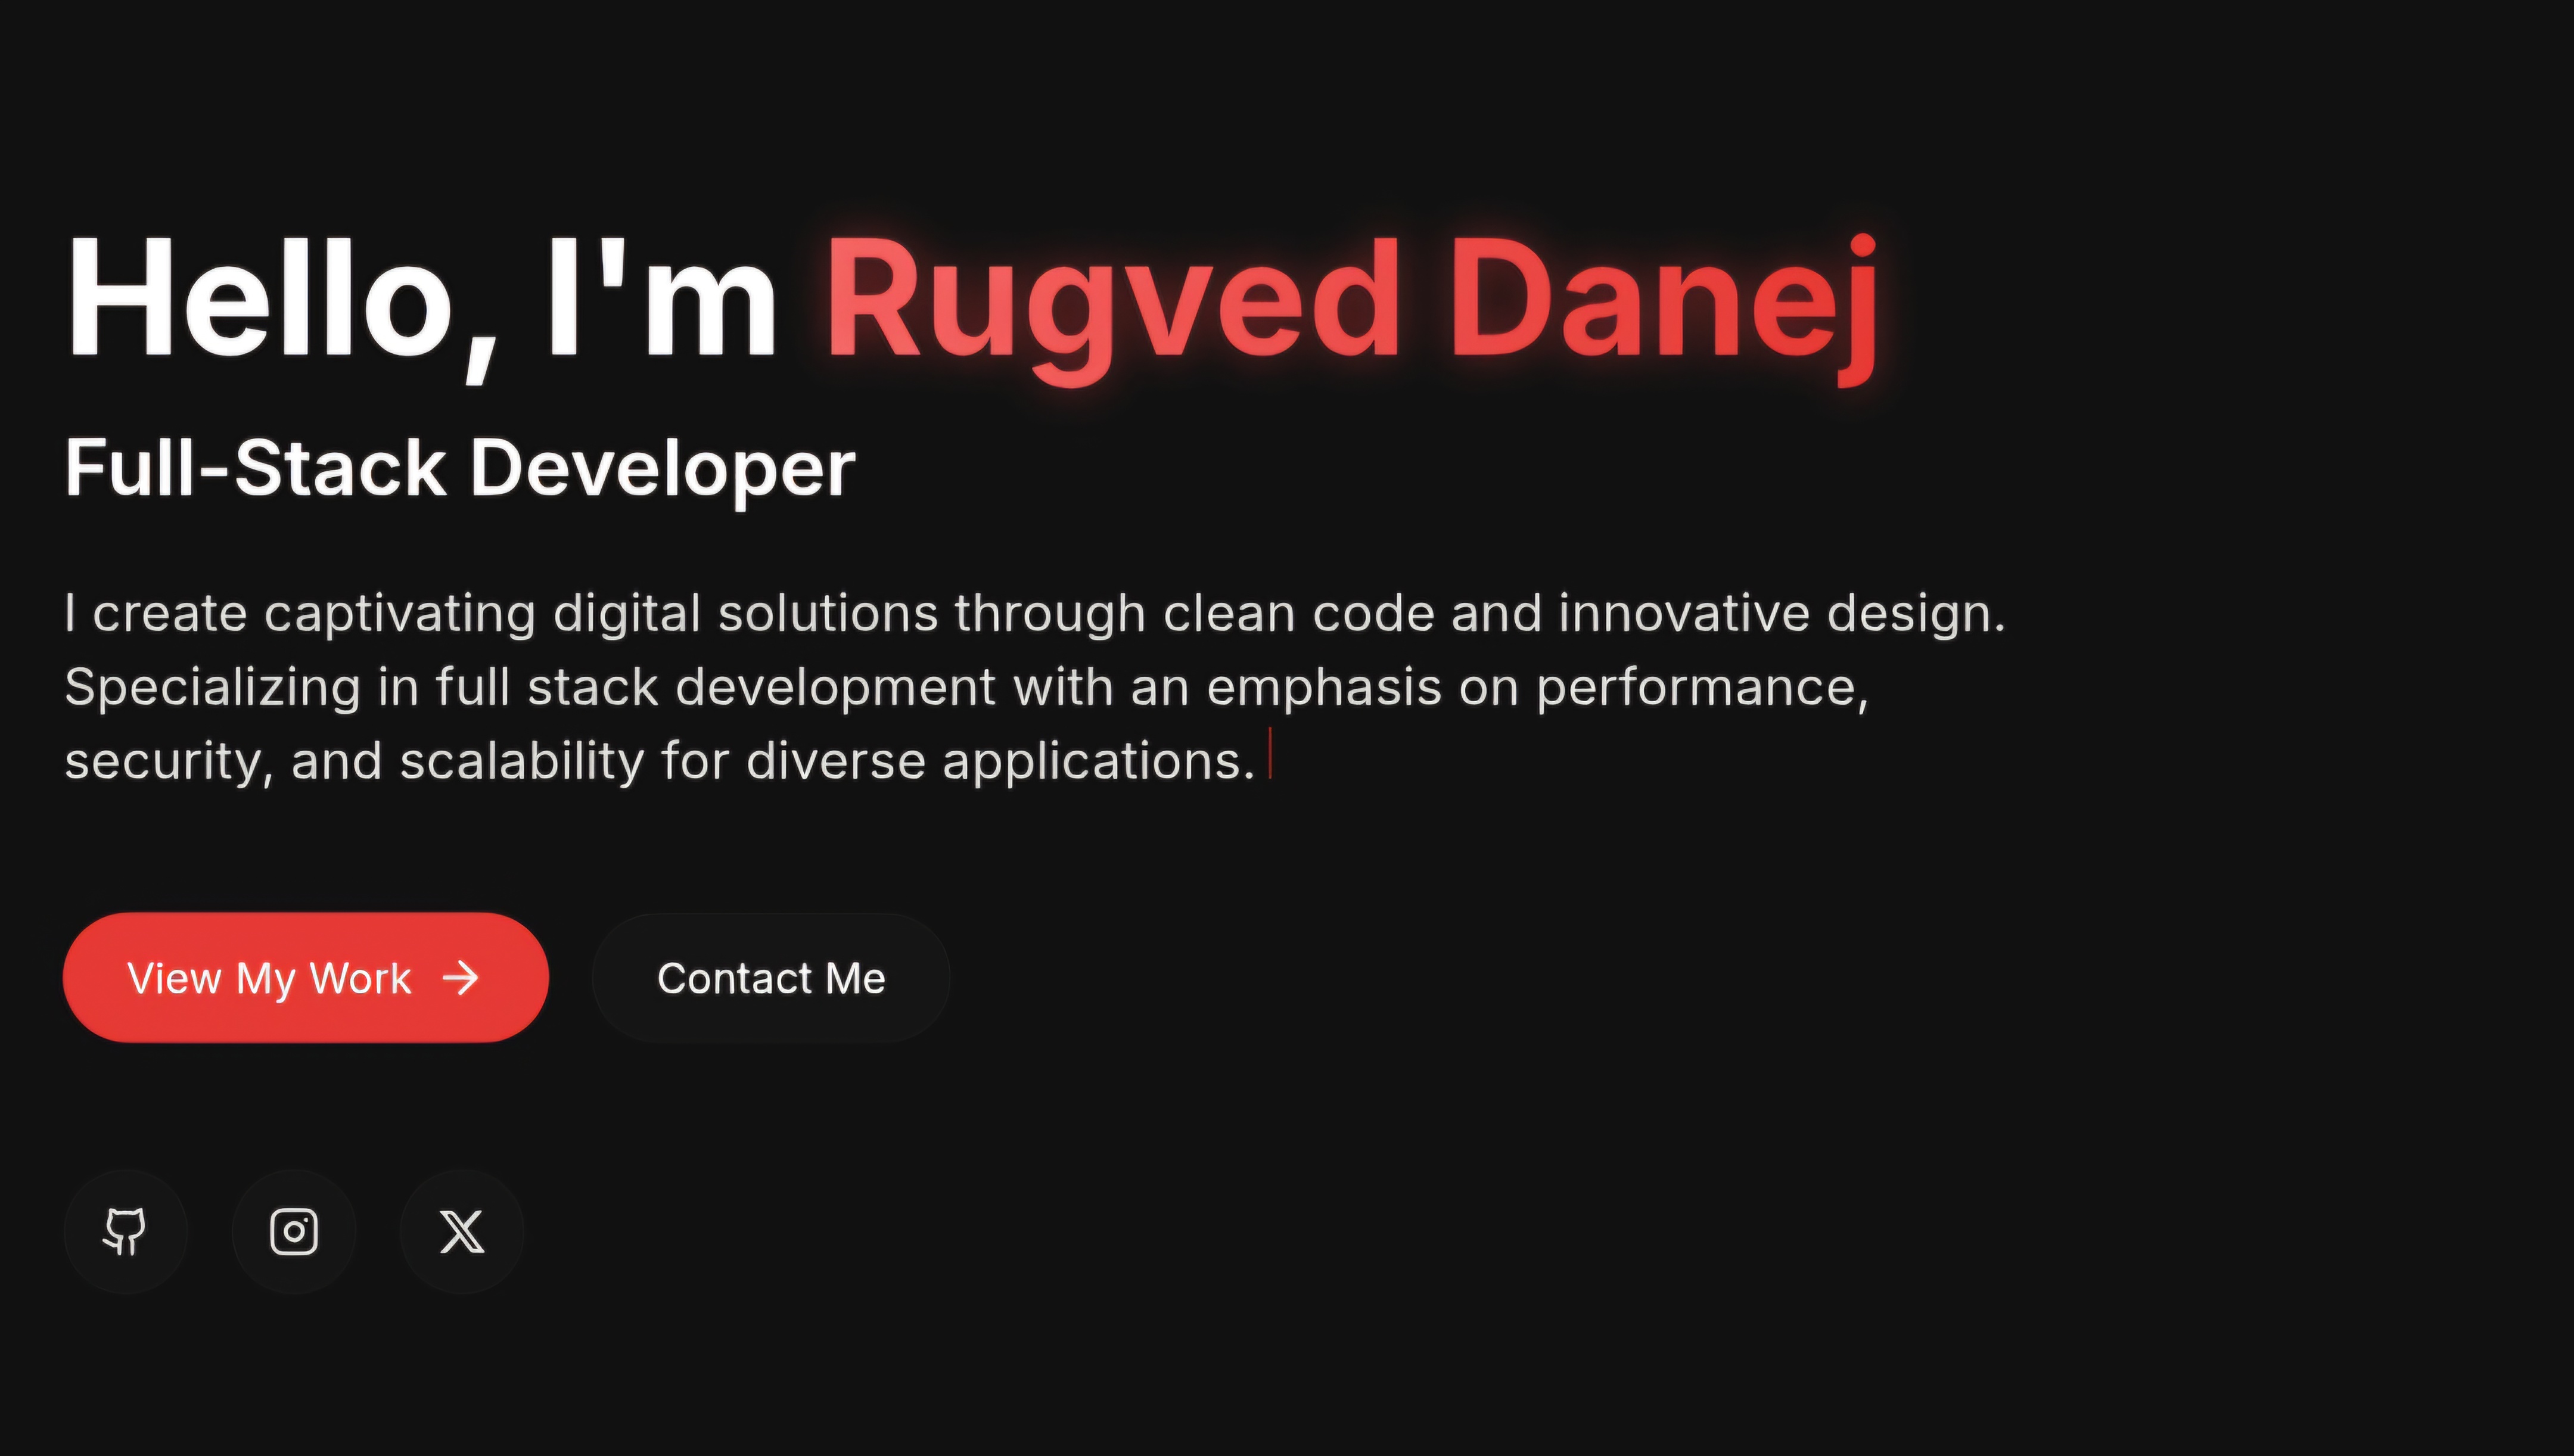 Hello, I'm Rugved Danej
Full-Stack Developer
I create captivating digital solutions through clean code and innovative design.
Specializing in full stack development with an emphasis on performance,
security, and scalability for diverse applications.
View My Work →
Contact Me